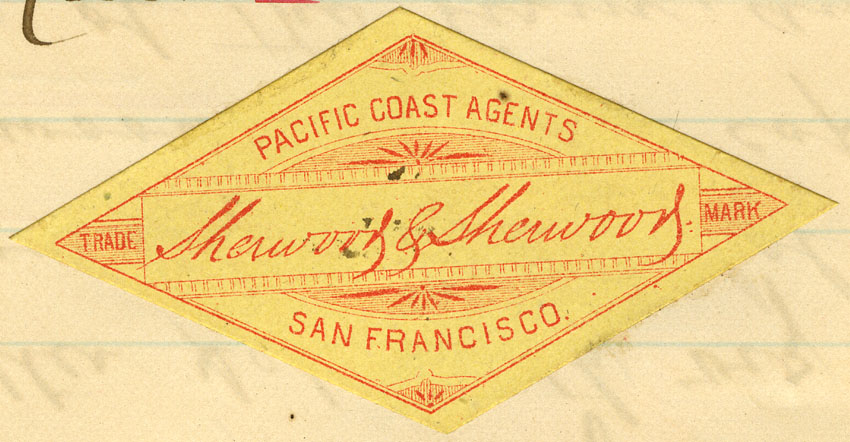 PACIFIC COAST AGENTS
TRADE Sherwood & Sherwood. MARK
SAN FRANCISCO.